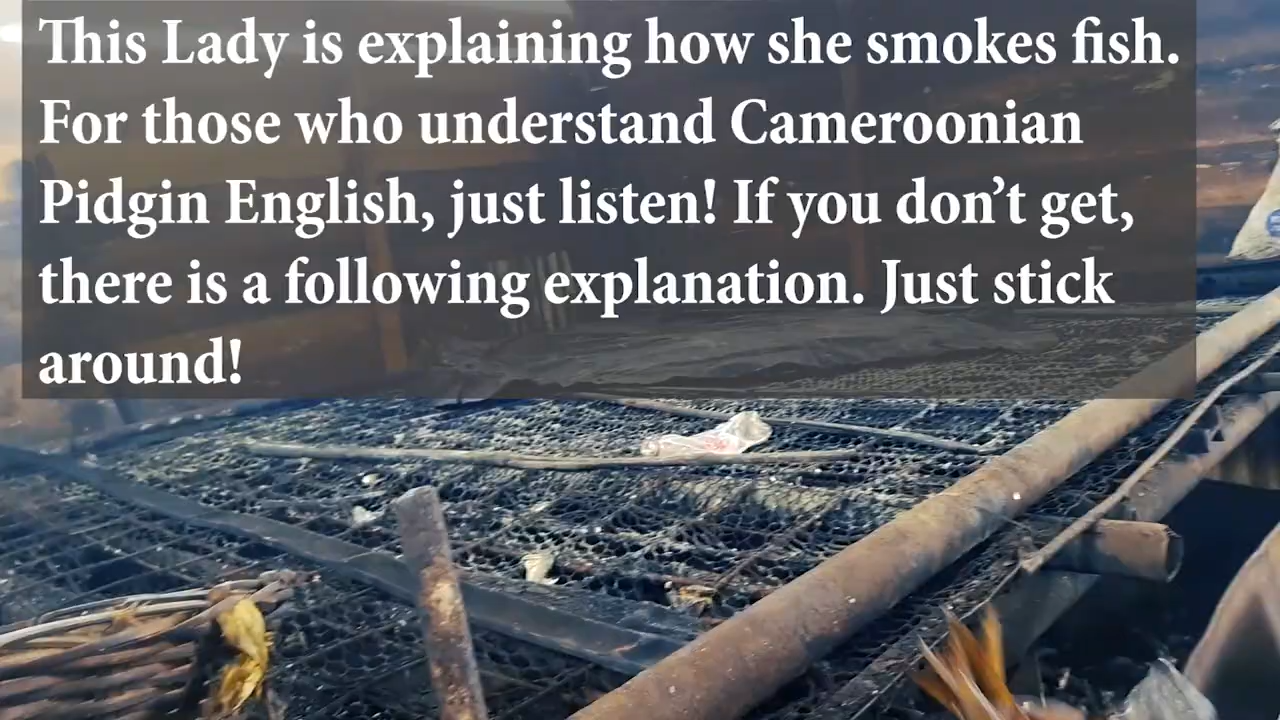 This Lady is explaining how she smokes fish.
For those who understand Cameroonian
Pidgin English, just listen! If you don’t get,
there is a following explanation. Just stick
around!